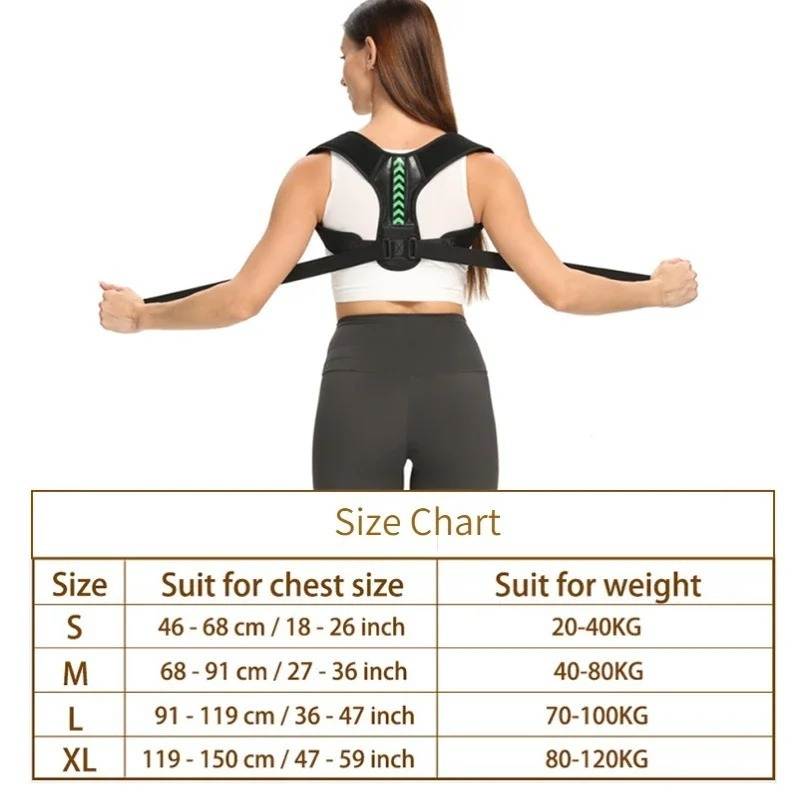 Size Chart
Size Suit for chest size Suit for weight
S 46 - 68 cm / 18 - 26 inch 20-40KG
M 68 - 91 cm / 27 - 36 inch 40-80KG
L 91 - 119 cm / 36 - 47 inch 70-100KG
XL 119 - 150 cm / 47 - 59 inch 80-120KG